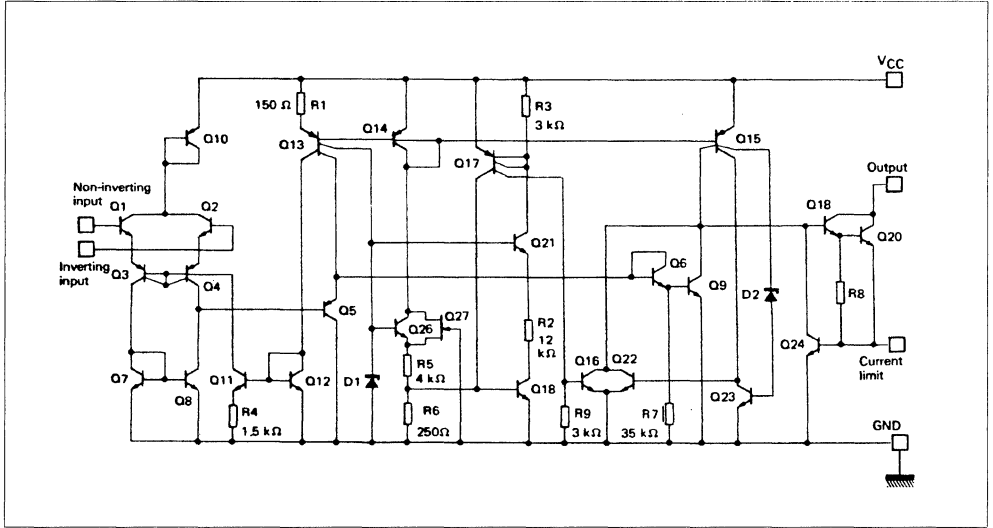 VCC
150 Ω R1
R3
3 kΩ
Q10
Q13
Q14
Q17
Q15
Non-inverting
input
Output
Q1
Q2
Q18
Q20
Q21
Inverting
input
Q3
Q4
Q6
Q9
D2
R8
Q5
Q27
Q26
R2
12
kΩ
Q24
Current
limit
Q7
Q8
Q11
Q12
D1
R5
4 kΩ
Q18
Q16
Q22
Q23
R4
1.5 kΩ
R6
250Ω
R9
3 kΩ
R7
35 kΩ
GND